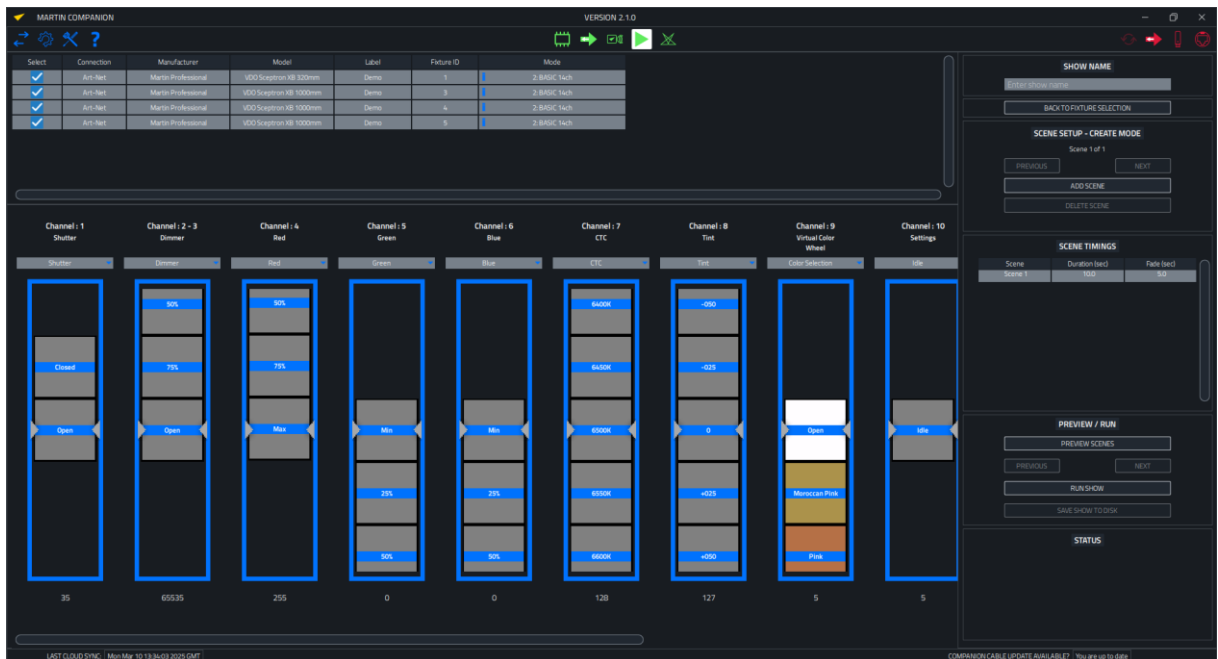 MARTIN COMPANION
VERSION 2.1.0
Select Connection Manufacturer Model Label Fixture ID Mode
Art-Net Martin Professional VDO Sceptron XB 320mm Demo 1 2: BASIC 14ch
Art-Net Martin Professional VDO Sceptron XB 1000mm Demo 3 2: BASIC 14ch
Art-Net Martin Professional VDO Sceptron XB 1000mm Demo 4 2: BASIC 14ch
Art-Net Martin Professional VDO Sceptron XB 1000mm Demo 5 2: BASIC 14ch
Channel : 1
Shutter
Shutter
Closed
Open
35
Channel : 2 - 3
Dimmer
Dimmer
50%
75%
Open
65535
Channel : 4
Red
Red
50%
75%
Max
255
Channel : 5
Green
Green
Min
25%
50%
0
Channel : 6
Blue
Blue
Min
25%
50%
0
Channel : 7
CTC
CTC
6400K
6450K
6500K
6550K
6600K
128
Channel : 8
Tint
Tint
-050
-025
0
+025
+050
127
Channel : 9
Virtual Color
Wheel
Color Selection
Open
Moroccan Pink
Pink
5
Channel : 10
Settings
Idle
Idle
5
SHOW NAME
Enter show name
BACK TO FIXTURE SELECTION
SCENE SETUP - CREATE MODE
Scene 1 of 1
PREVIOUS NEXT
ADD SCENE
DELETE SCENE
SCENE TIMINGS
Scene Duration (sec) Fade (sec)
Scene 1 10.0 5.0
PREVIEW / RUN
PREVIEW SCENES
PREVIOUS NEXT
RUN SHOW
SAVE SHOW TO DISK
STATUS
LAST CLOUD SYNC: Mon Mar 10 13:34:03 2025 GMT
COMPANION CABLE UPDATE AVAILABLE? You are up to date